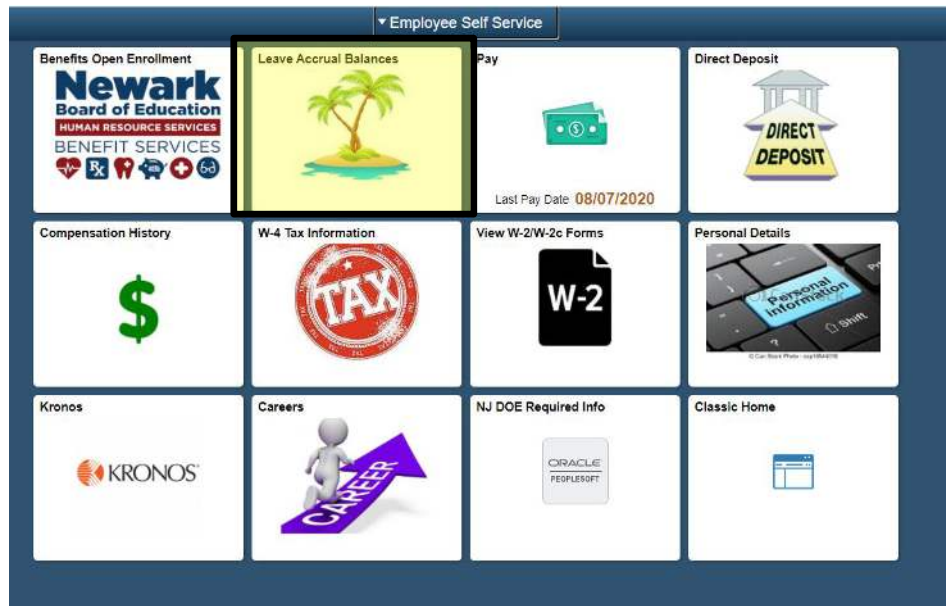 ▾ Employee Self Service
Benefits Open Enrollment
Newark
Board of Education
HUMAN RESOURCE SERVICES
BENEFIT SERVICES
Rx
Leave Accrual Balances
Pay
$
Last Pay Date 08/07/2020
Direct Deposit
DIRECT
DEPOSIT
Compensation History
$
W-4 Tax Information
TAX
View W-2/W-2c Forms
W-2
Personal Details
Personal
Information
Shift
?
Kronos
KRONOS
Careers
CAREER
NJ DOE Required Info
ORACLE
PEOPLESOFT
Classic Home